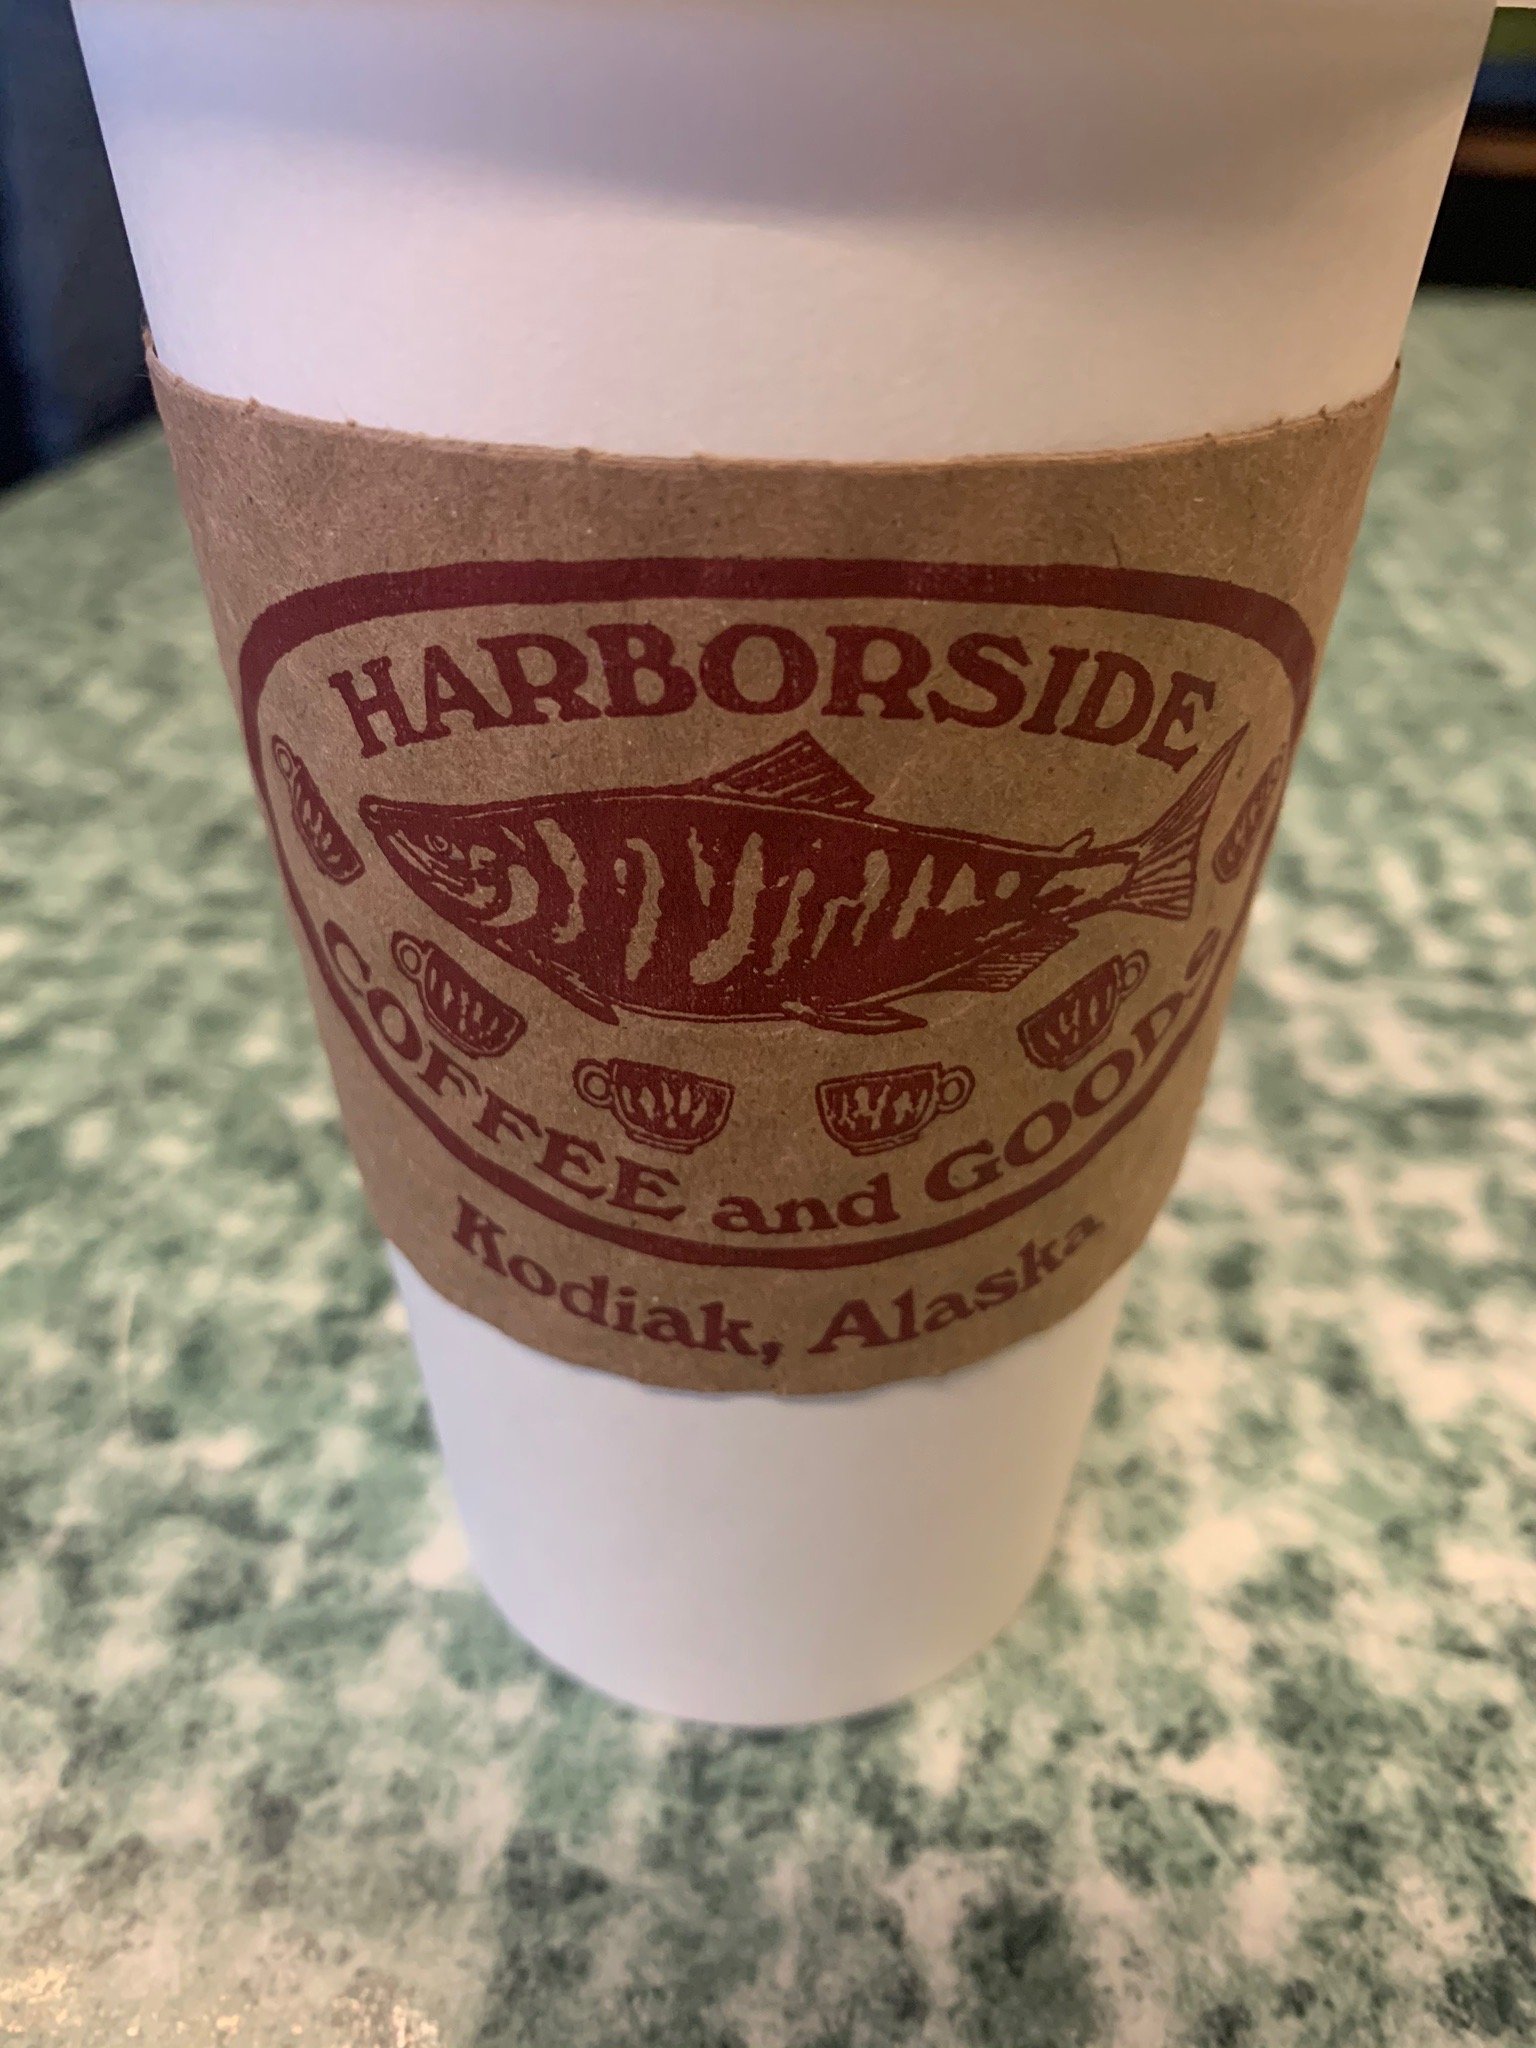 HARBORSIDE
COFFEE and GOODS
Kodiak, Alaska